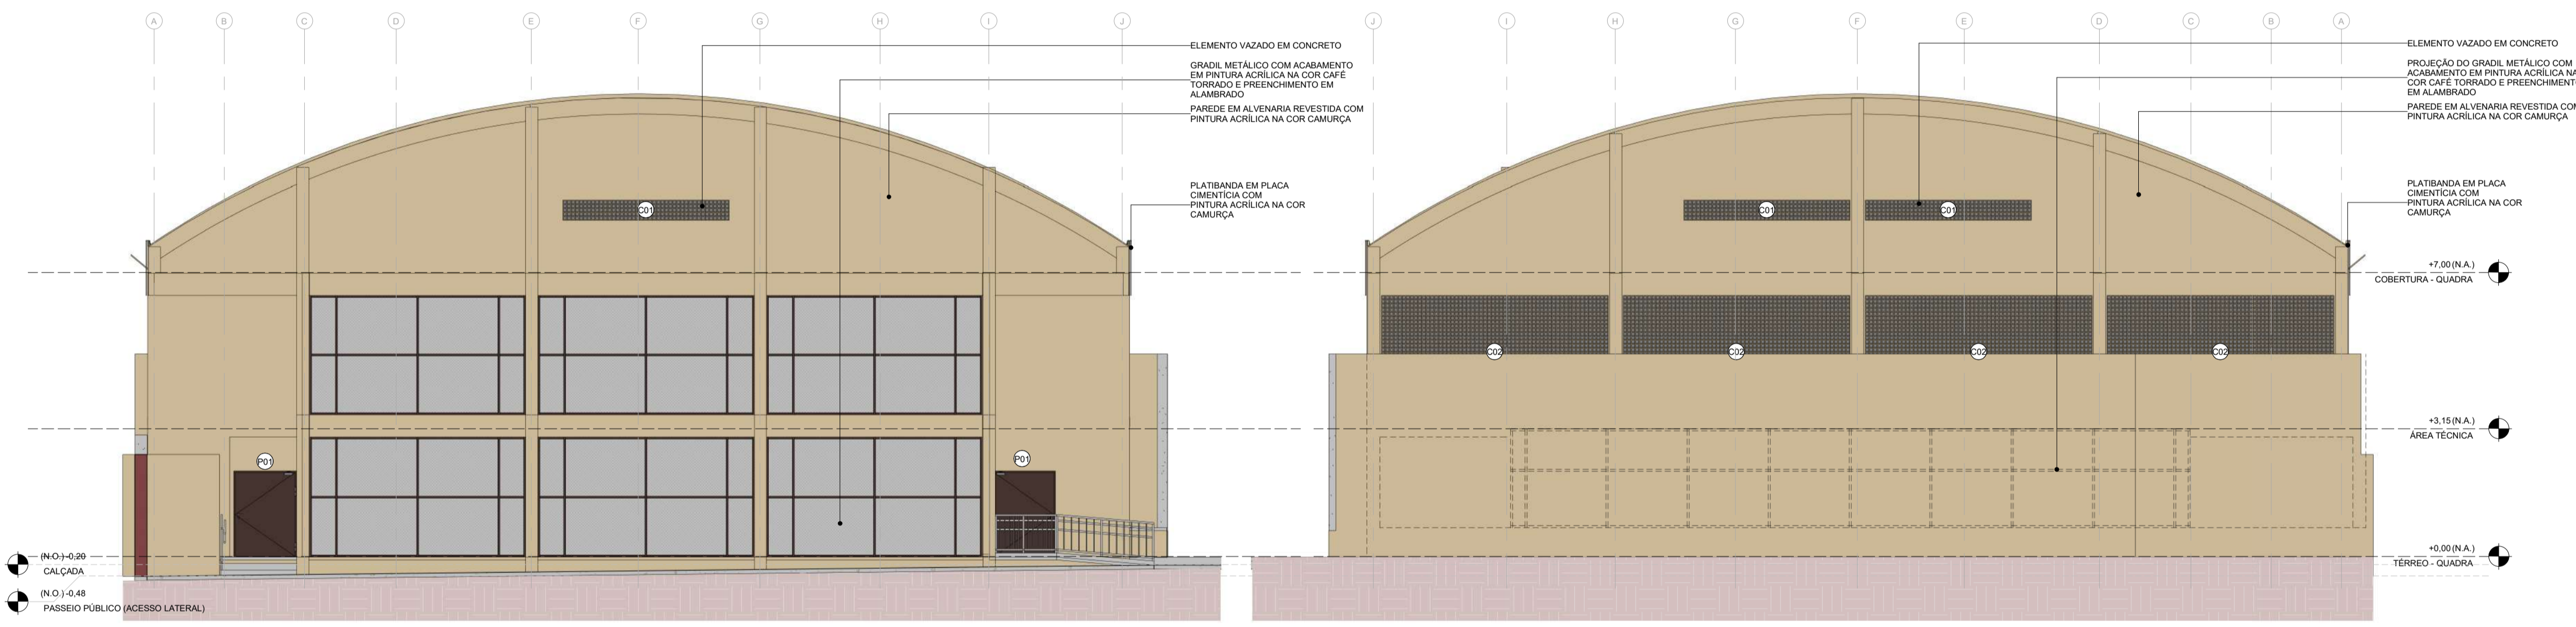 A B C D E F G H I J
ELEMENTO VAZADO EM CONCRETO
GRADIL METÁLICO COM ACABAMENTO
EM PINTURA ACRÍLICA NA COR CAFÉ
TORRADO E PREENCHIMENTO EM
ALAMBRADO
PAREDE EM ALVENARIA REVESTIDA COM
PINTURA ACRÍLICA NA COR CAMURÇA
PLATIBANDA EM PLACA
CIMENTÍCIA COM
PINTURA ACRÍLICA NA COR
CAMURÇA
C01
P01
P01
(N.O.) -0,20
CALÇADA
(N.O.) -0,48
PASSEIO PÚBLICO (ACESSO LATERAL)
J I H G F E D C B A
ELEMENTO VAZADO EM CONCRETO
PROJEÇÃO DO GRADIL METÁLICO COM
ACABAMENTO EM PINTURA ACRÍLICA NA
COR CAFÉ TORRADO E PREENCHIMENTO
EM ALAMBRADO
PAREDE EM ALVENARIA REVESTIDA COM
PINTURA ACRÍLICA NA COR CAMURÇA
PLATIBANDA EM PLACA
CIMENTÍCIA COM
PINTURA ACRÍLICA NA COR
CAMURÇA
C01 C01
+7,00 (N.A.)
COBERTURA - QUADRA
C02 C02 C02 C02
+3,15 (N.A.)
ÁREA TÉCNICA
+0,00 (N.A.)
TÉRREO - QUADRA